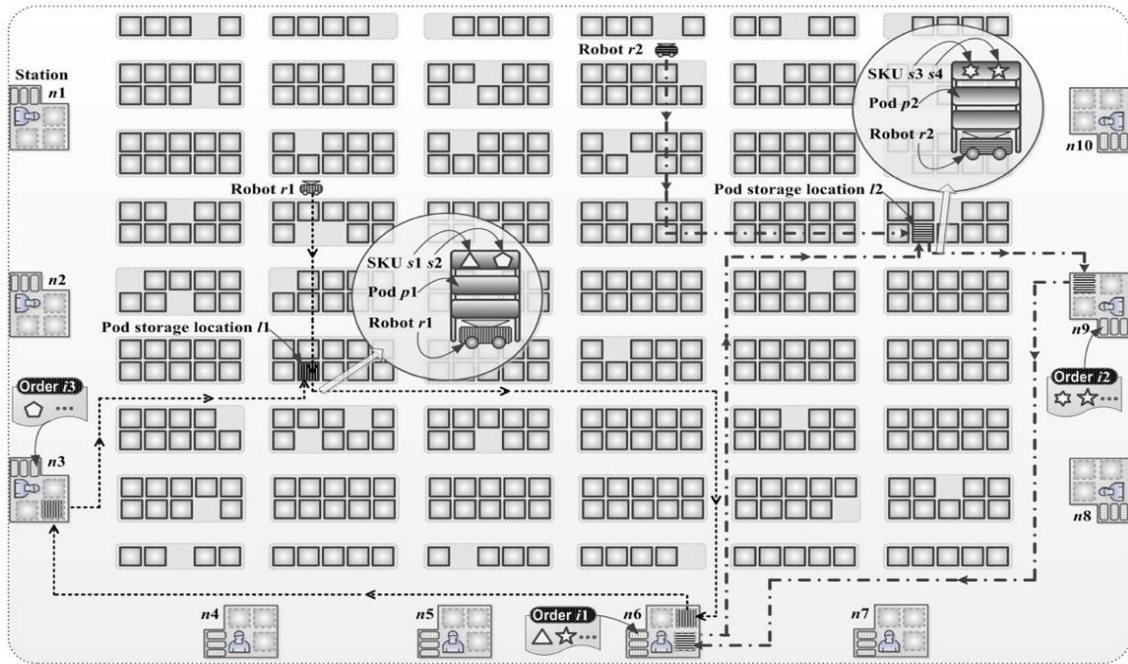 Robot r2
SKU s3 s4
Pod p2
Robot r2
Station
n1
n10
Robot r1
Pod storage location l2
SKU s1 s2
Pod p1
Robot r1
n2
n9
Pod storage location l1
Order i3
...
Order i2
...
n3
n8
n4
n5
Order i1
...
n6
n7